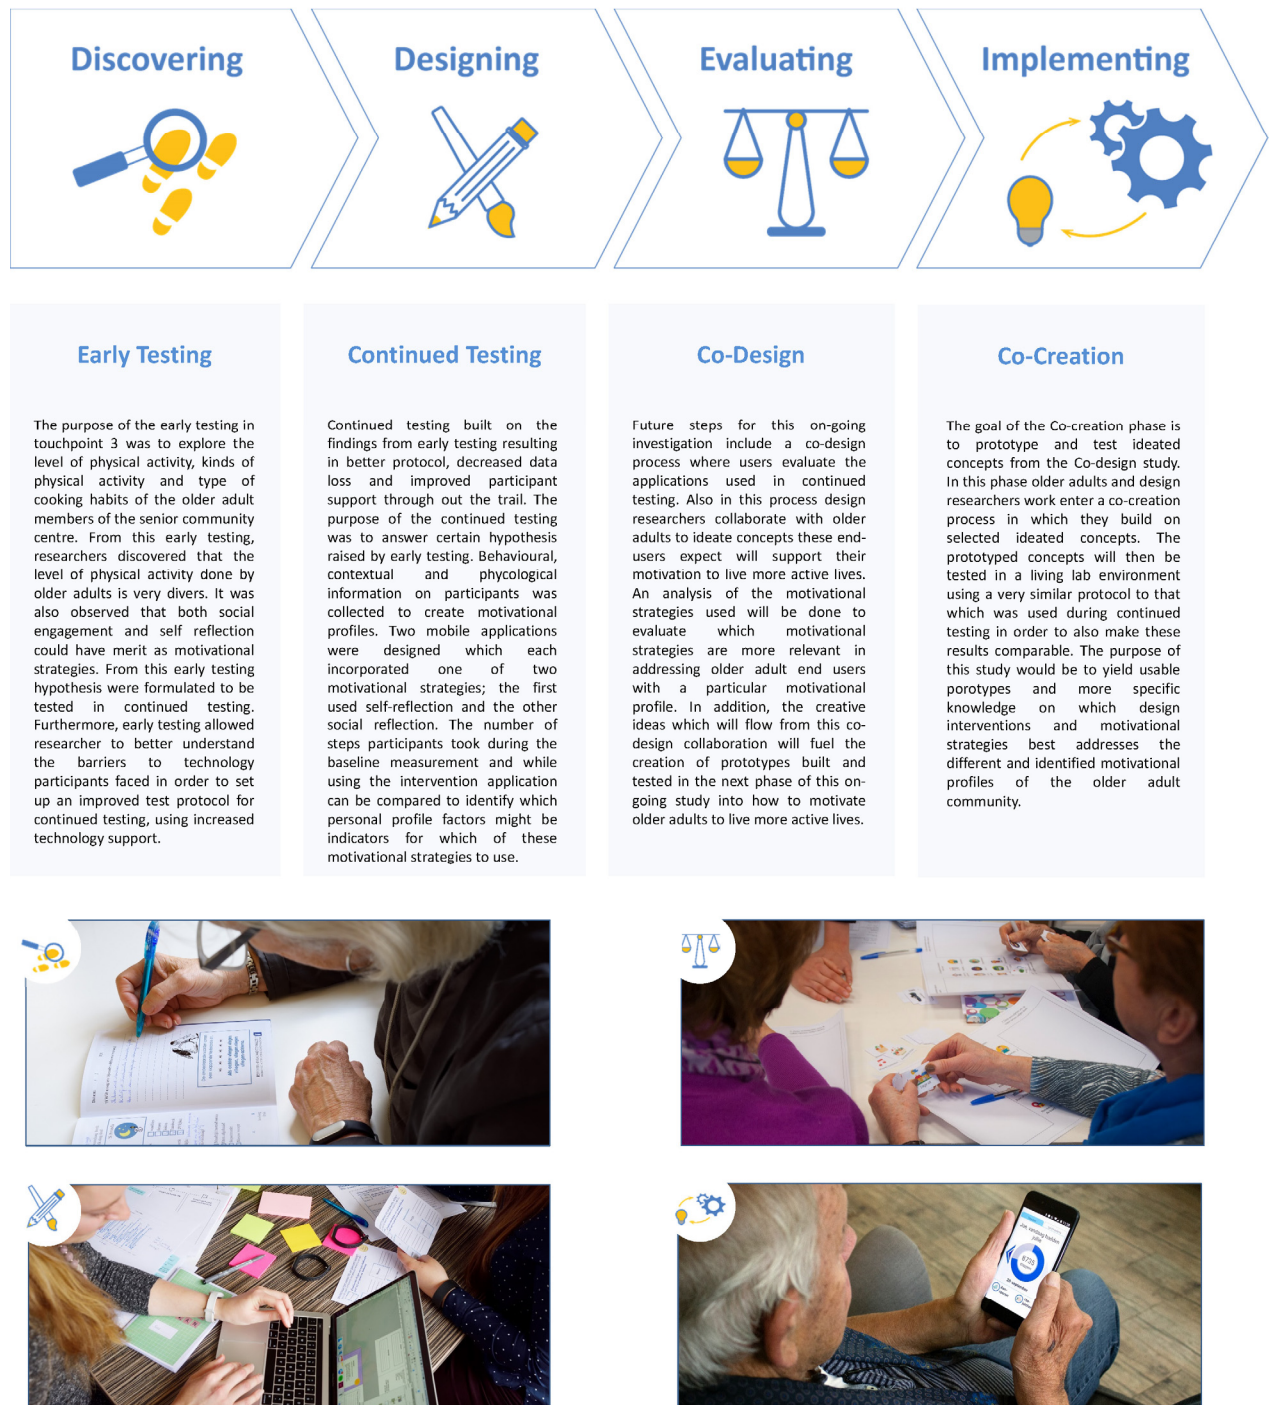 Discovering
Designing
Evaluating
Implementing
Early Testing
The purpose of the early testing in
touchpoint 3 was to explore the
level of physical activity, kinds of
physical activity and type of
cooking habits of the older adult
members of the senior community
centre. From this early testing,
researchers discovered that the
level of physical activity done by
older adults is very divers. It was
also observed that both social
engagement and self reflection
could have merit as motivational
strategies. From this early testing
hypothesis were formulated to be
tested in continued testing.
Furthermore, early testing allowed
researcher to better understand
the barriers to technology
participants faced in order to set
up an improved test protocol for
continued testing, using increased
technology support.
Continued Testing
Continued testing built on the
findings from early testing resulting
in better protocol, decreased data
loss and improved participant
support through out the trail. The
purpose of the continued testing
was to answer certain hypothesis
raised by early testing. Behavioural,
contextual and phycological
information on participants was
collected to create motivational
profiles. Two mobile applications
were designed which each
incorporated one of two
motivational strategies; the first
used self-reflection and the other
social reflection. The number of
steps participants took during the
baseline measurement and while
using the intervention application
can be compared to identify which
personal profile factors might be
indicators for which of these
motivational strategies to use.
Co-Design
Future steps for this on-going
investigation include a co-design
process where users evaluate the
applications used in continued
testing. Also in this process design
researchers collaborate with older
adults to ideate concepts these end-
users expect will support their
motivation to live more active lives.
An analysis of the motivational
strategies used will be done to
evaluate which motivational
strategies are more relevant in
addressing older adult end users
with a particular motivational
profile. In addition, the creative
ideas which will flow from this co-
design collaboration will fuel the
creation of prototypes built and
tested in the next phase of this on-
going study into how to motivate
older adults to live more active lives.
Co-Creation
The goal of the Co-creation phase is
to prototype and test ideated
concepts from the Co-design study.
In this phase older adults and design
researchers work enter a co-creation
process in which they build on
selected ideated concepts. The
prototyped concepts will then be
tested in a living lab environment
using a very similar protocol to that
which was used during continued
testing in order to also make these
results comparable. The purpose of
this study would be to yield usable
porotypes and more specific
knowledge on which design
interventions and motivational
strategies best addresses the
different and identified motivational
profiles of the older adult
community.
8735